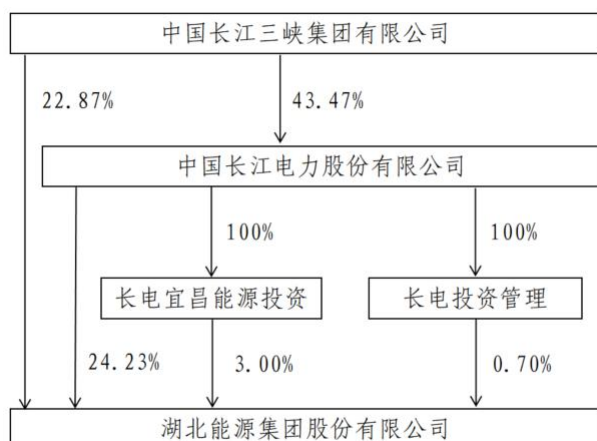 中国长江三峡集团有限公司
22.87%
43.47%
中国长江电力股份有限公司
100%
100%
长电宜昌能源投资
长电投资管理
24.23%
3.00%
0.70%
湖北能源集团股份有限公司